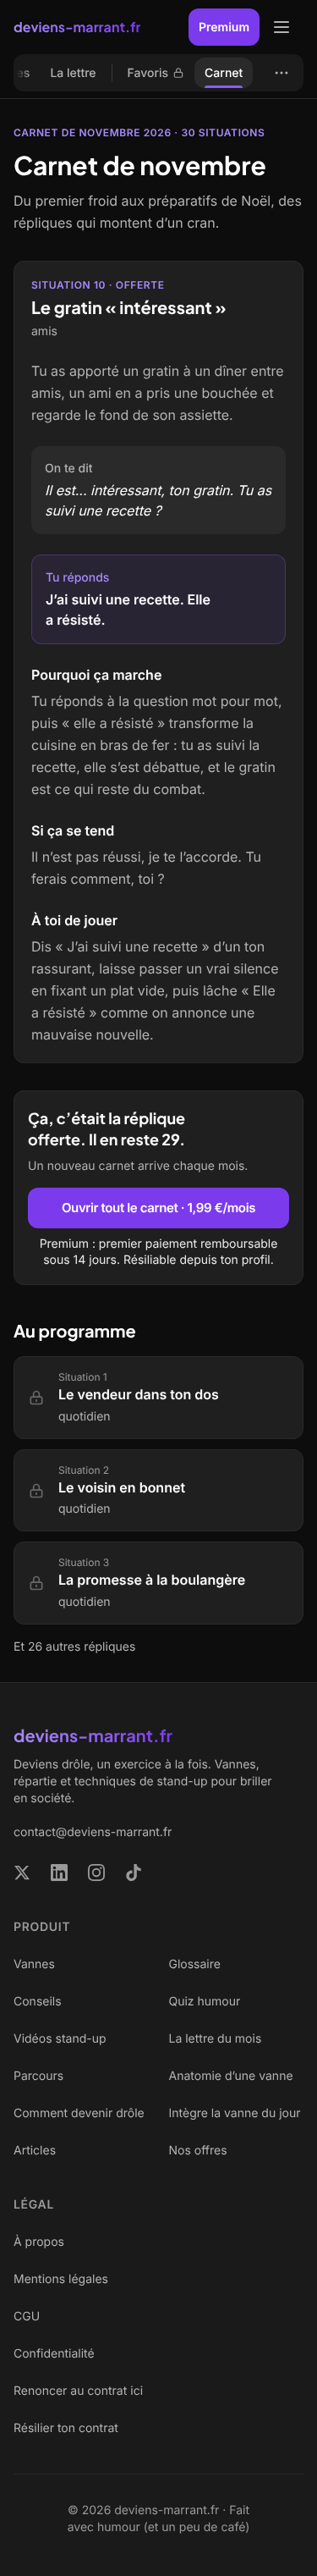 deviens-marrant.fr
Premium
es
La lettre
Favoris
Carnet
CARNET DE NOVEMBRE 2026 · 30 SITUATIONS
Carnet de novembre
Du premier froid aux préparatifs de Noël, des
répliques qui montent d’un cran.
SITUATION 10 · OFFERTE
Le gratin « intéressant »
amis
Tu as apporté un gratin à un dîner entre
amis, un ami en a pris une bouchée et
regarde le fond de son assiette.
On te dit
Il est… intéressant, ton gratin. Tu as
suivi une recette ?
Tu réponds
J’ai suivi une recette. Elle
a résisté.
Pourquoi ça marche
Tu réponds à la question mot pour mot,
puis « elle a résisté » transforme la
cuisine en bras de fer : tu as suivi la
recette, elle s’est débattue, et le gratin
est ce qui reste du combat.
Si ça se tend
Il n’est pas réussi, je te l’accorde. Tu
ferais comment, toi ?
À toi de jouer
Dis « J’ai suivi une recette » d’un ton
rassurant, laisse passer un vrai silence
en fixant un plat vide, puis lâche « Elle
a résisté » comme on annonce une
mauvaise nouvelle.
Ça, c’était la réplique
offerte. Il en reste 29.
Un nouveau carnet arrive chaque mois.
Ouvrir tout le carnet · 1,99 €/mois
Premium : premier paiement remboursable
sous 14 jours. Résiliable depuis ton profil.
Au programme
Situation 1
Le vendeur dans ton dos
quotidien
Situation 2
Le voisin en bonnet
quotidien
Situation 3
La promesse à la boulangère
quotidien
Et 26 autres répliques
deviens-marrant.fr
Deviens drôle, un exercice à la fois. Vannes,
répartie et techniques de stand-up pour briller
en société.
contact@deviens-marrant.fr
PRODUIT
Vannes
Glossaire
Conseils
Quiz humour
Vidéos stand-up
La lettre du mois
Parcours
Anatomie d’une vanne
Comment devenir drôle
Intègre la vanne du jour
Articles
Nos offres
LÉGAL
À propos
Mentions légales
CGU
Confidentialité
Renoncer au contrat ici
Résilier ton contrat
© 2026 deviens-marrant.fr · Fait
avec humour (et un peu de café)